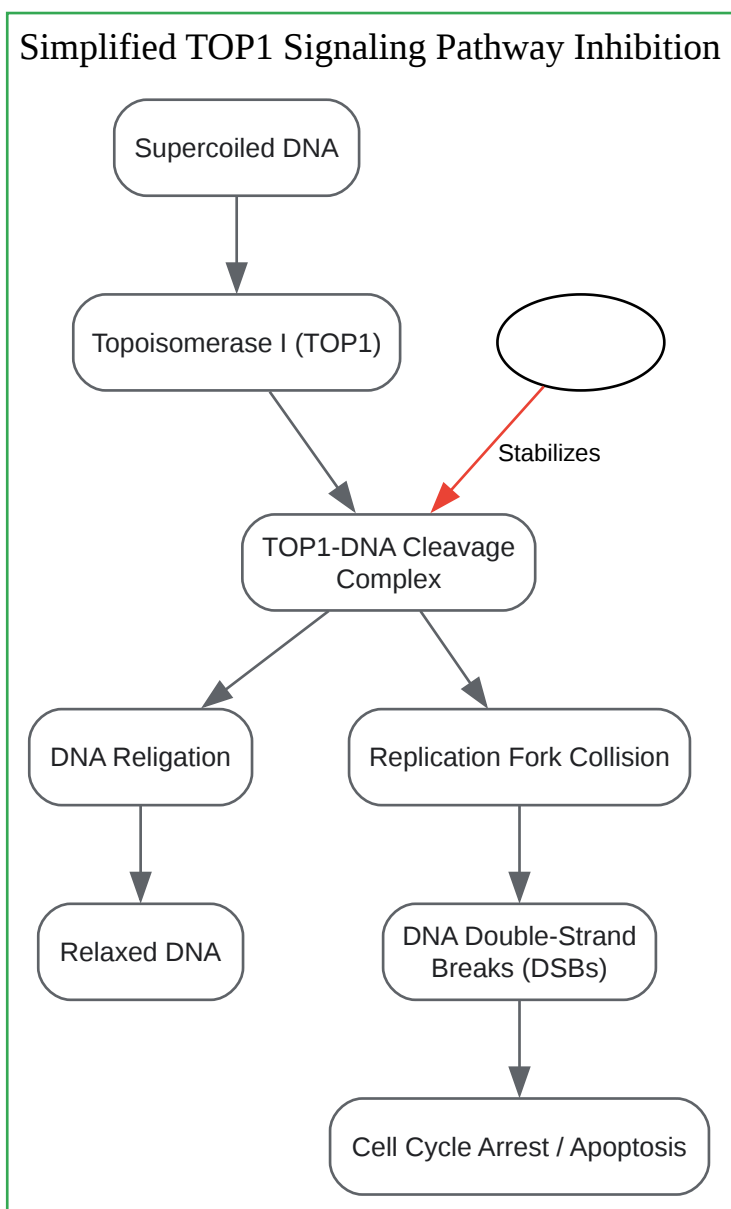 Simplified TOP1 Signaling Pathway Inhibition
Supercoiled DNA
Topoisomerase I (TOP1)
Stabilizes
TOP1-DNA Cleavage
Complex
DNA Religation
Replication Fork Collision
Relaxed DNA
DNA Double-Strand
Breaks (DSBs)
Cell Cycle Arrest / Apoptosis